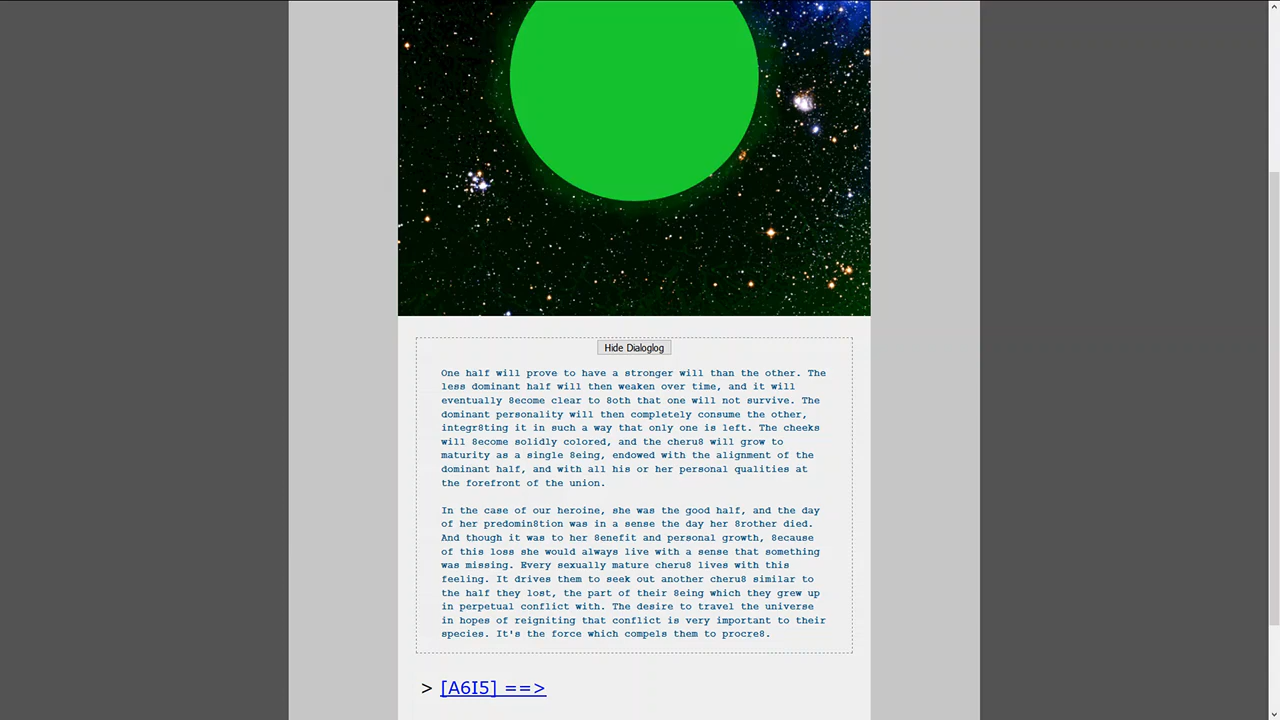 Hide Dialoglog
One half will prove to have a stronger will than the other. The
less dominant half will then weaken over time, and it will
eventually 8ecome clear to 8oth that one will not survive. The
dominant personality will then completely consume the other,
integr8ting it in such a way that only one is left. The cheeks
will 8ecome solidly colored, and the cheru8 will grow to
maturity as a single 8eing, endowed with the alignment of the
dominant half, and with all his or her personal qualities at
the forefront of the union.
In the case of our heroine, she was the good half, and the day
of her predomin8tion was in a sense the day her 8rother died.
And though it was to her 8enefit and personal growth, 8ecause
of this loss she would always live with a sense that something
was missing. Every sexually mature cheru8 lives with this
feeling. It drives them to seek out another cheru8 similar to
the half they lost, the part of their 8eing which they grew up
in perpetual conflict with. The desire to travel the universe
in hopes of reigniting that conflict is very important to their
species. It's the force which compels them to procre8.
> [A6I5] ==>